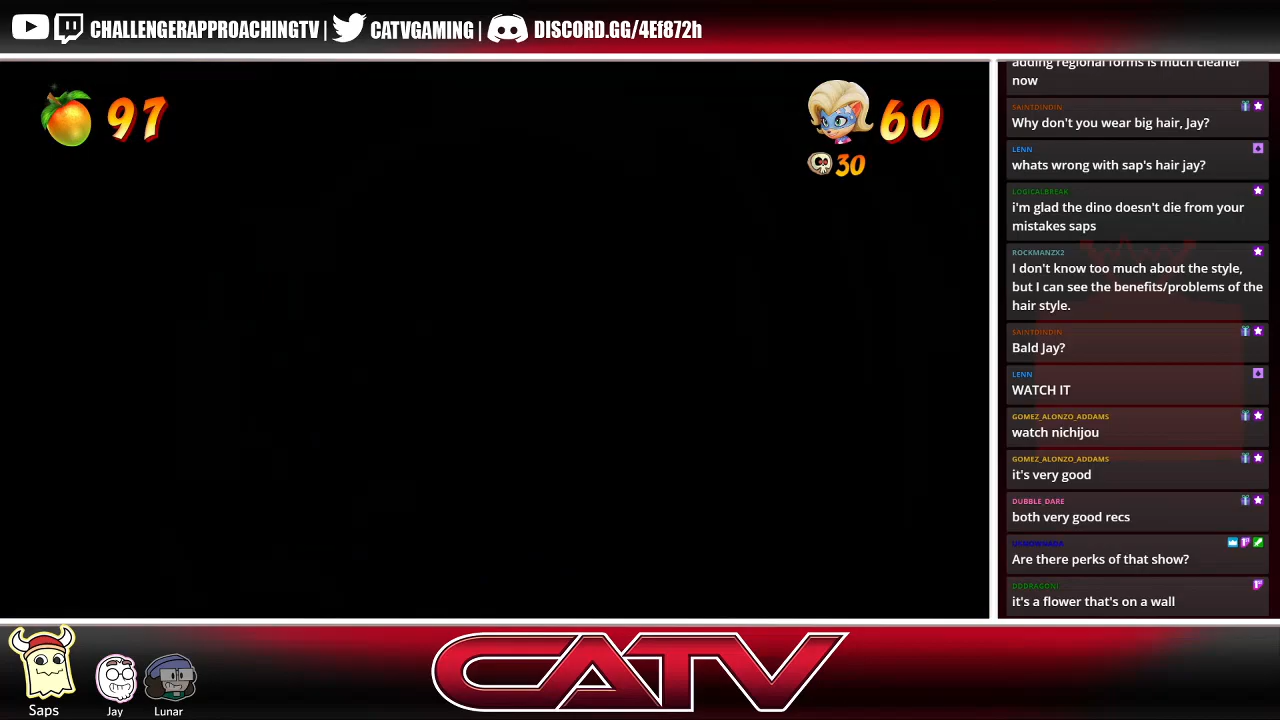 CHALLENGERAPPROACHINGTV | CATVGAMING | DISCORD.GG/4Ef872h
97
60
30
adding regional forms is much cleaner
now
SAINTDINDIN
Why don't you wear big hair, Jay?
LENN
whats wrong with sap's hair jay?
LOGICALBREAK
i'm glad the dino doesn't die from your
mistakes saps
ROCKMANZX2
I don't know too much about the style,
but I can see the benefits/problems of the
hair style.
SAINTDINDIN
Bald Jay?
LENN
WATCH IT
GOMEZ_ALONZO_ADDAMS
watch nichijou
GOMEZ_ALONZO_ADDAMS
it's very good
DUBBLE_DARE
both very good recs
Are there perks of that show?
DDDRAGONI
it's a flower that's on a wall
CATV
Saps
Jay
Lunar